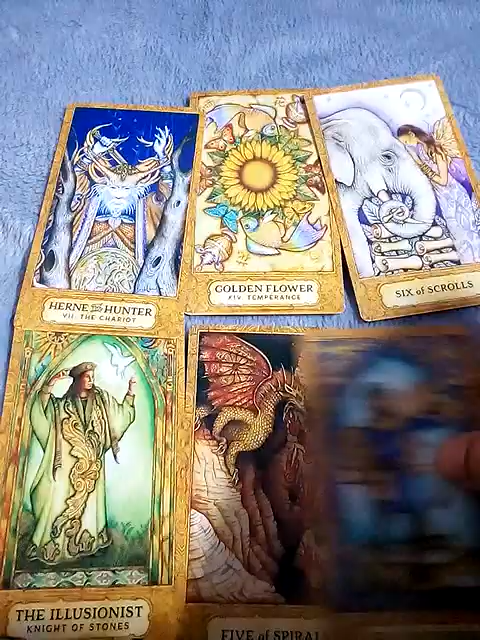 HERNE THE HUNTER
VII. THE CHARIOT
GOLDEN FLOWER
XIV. TEMPERANCE
SIX of SCROLLS
THE ILLUSIONIST
KNIGHT OF STONES
FIVE of SPIRAL